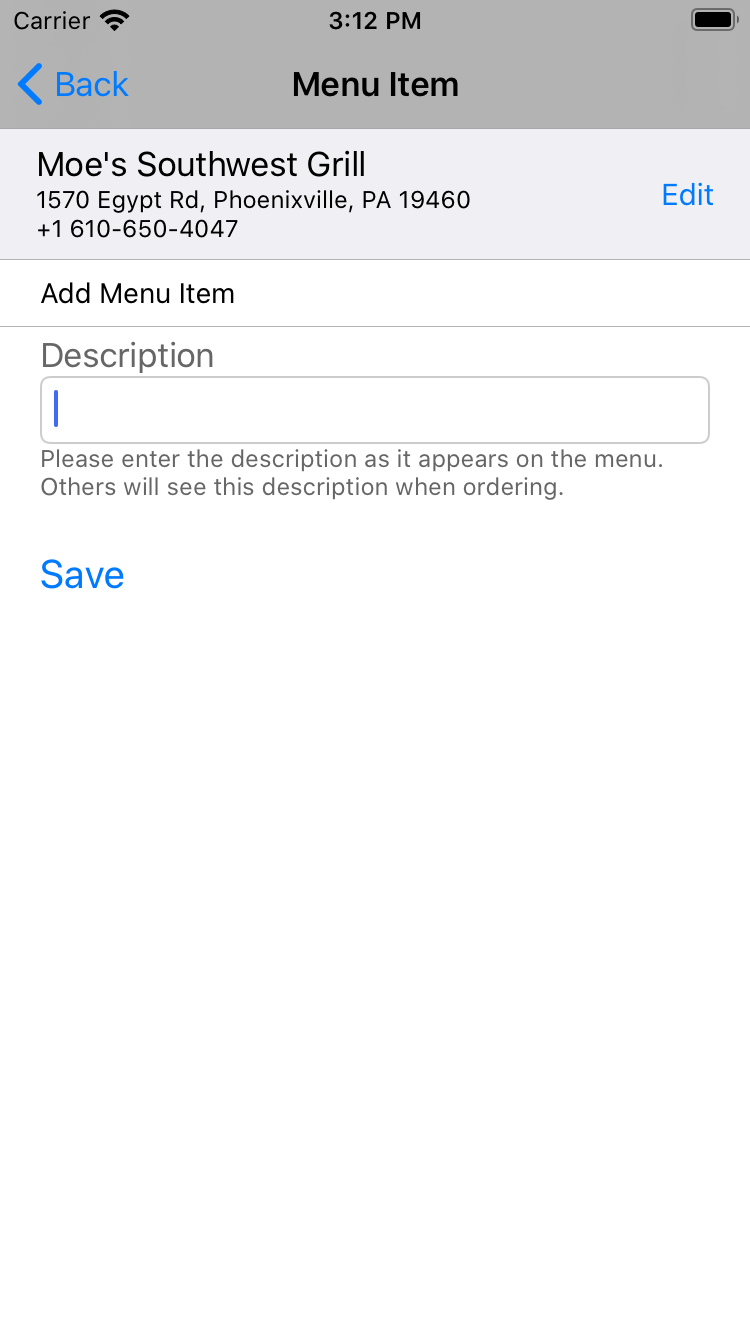 Carrier 3:12 PM
Back Menu Item
Moe's Southwest Grill
1570 Egypt Rd, Phoenixville, PA 19460
+1 610-650-4047
Edit
Add Menu Item
Description
Please enter the description as it appears on the menu.
Others will see this description when ordering.
Save